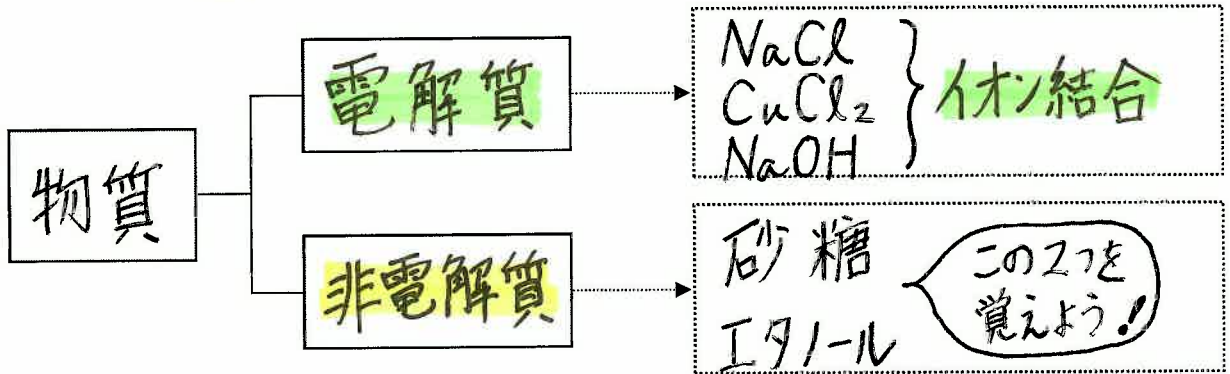 物質
電解質
NaCl
CuCl₂
NaOH
イオン結合
非電解質
砂糖
エタノール
この2つを
覚えよう!